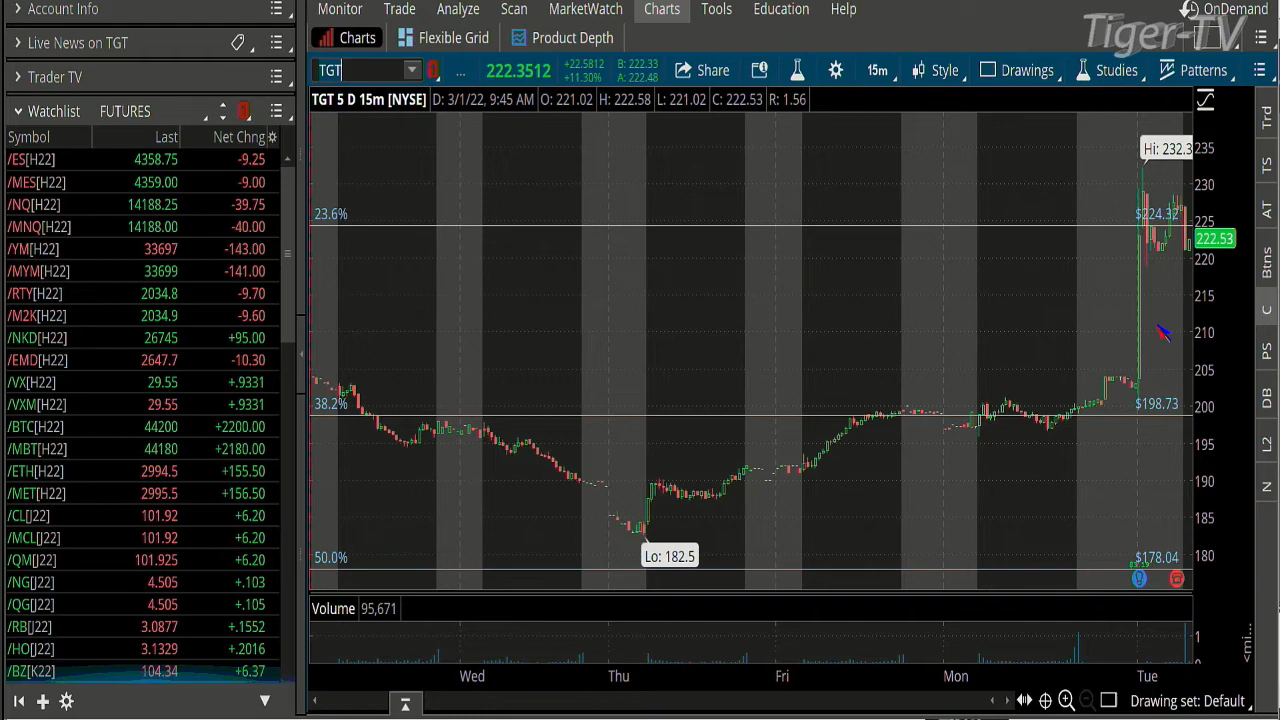 Account Info
Monitor Trade Analyze Scan MarketWatch Charts Tools Education Help OnDemand
Tiger-TV
Live News on TGT
Charts Flexible Grid Product Depth
Trader TV
TGT ... 222.3512 +22.5812 +11.30% B: 222.33 A: 222.48 Share 15m Style Drawings Studies Patterns
Watchlist FUTURES
TGT 5 D 15m [NYSE] D: 3/1/22, 9:45 AM O: 221.02 H: 222.58 L: 221.02 C: 222.53 R: 1.56
Symbol Last Net Chng
/ES[H22] 4358.75 -9.25
/MES[H22] 4359.00 -9.00
/NQ[H22] 14188.25 -39.75
/MNQ[H22] 14188.00 -40.00
/YM[H22] 33697 -143.00
/MYM[H22] 33699 -141.00
/RTY[H22] 2034.8 -9.70
/M2K[H22] 2034.9 -9.60
/NKD[H22] 26745 +95.00
/EMD[H22] 2647.7 -10.30
/VX[H22] 29.55 +.9331
/VXM[H22] 29.55 +.9331
/BTC[H22] 44200 +2200.00
/MBT[H22] 44180 +2180.00
/ETH[H22] 2994.5 +155.50
/MET[H22] 2995.5 +156.50
/CL[J22] 101.92 +6.20
/MCL[J22] 101.92 +6.20
/QM[J22] 101.925 +6.20
/NG[J22] 4.505 +.103
/QG[J22] 4.505 +.105
/RB[J22] 3.0877 +.1552
/HO[J22] 3.1329 +.2016
/BZ[K22] 104.34 +6.37
Hi: 232.3
23.6% $224.32
222.53
38.2% $198.73
Lo: 182.5
50.0% $178.04
235
230
225
220
215
210
205
200
195
190
185
180
Volume 95,671
1
0
<mi...
Wed Thu Fri Mon Tue
Drawing set: Default
Trd
TS
AT
Btns
C
PS
DB
L2
N